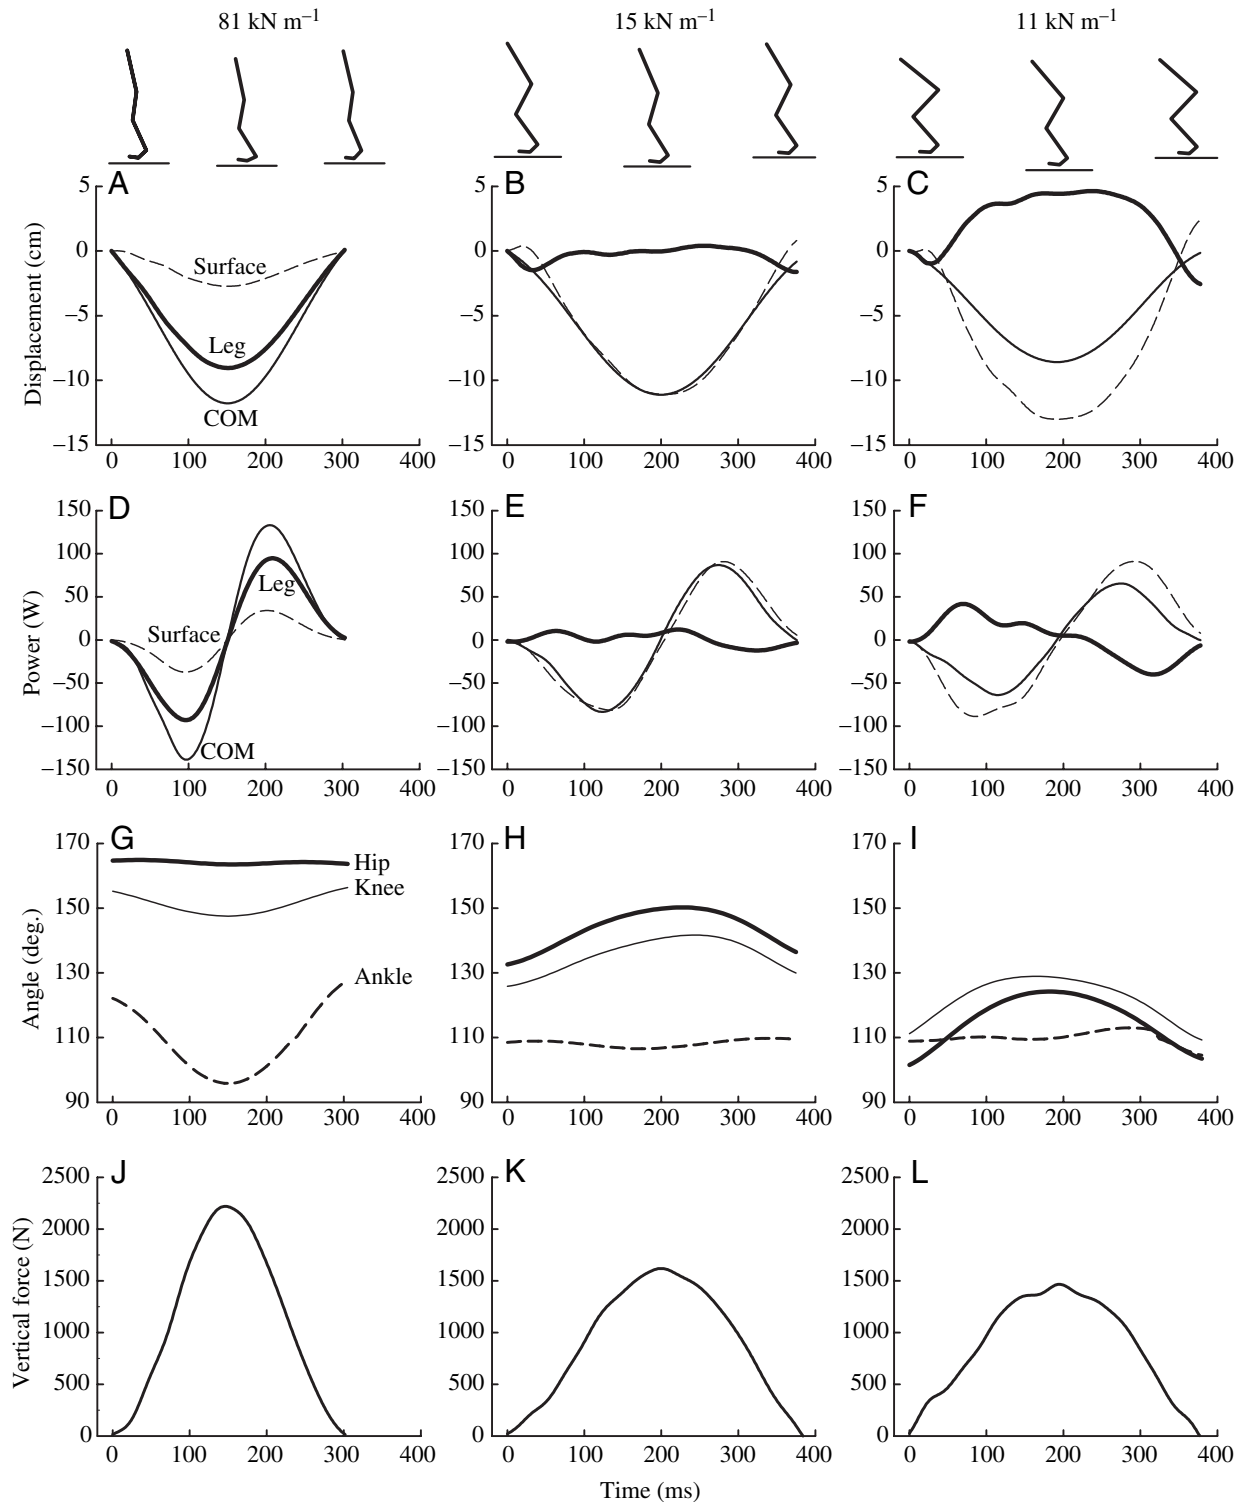 81 kN m–1 15 kN m–1 11 kN m–1
A B C
5 5 5
0 0 0
–5 –5 –5
–10 –10 –10
–15 –15 –15
Displacement (cm)
Surface
Leg
COM
0 100 200 300 400 0 100 200 300 400 0 100 200 300 400
D E F
150 150 150
100 100 100
50 50 50
0 0 0
–50 –50 –50
–100 –100 –100
–150 –150 –150
Power (W)
Leg
Surface
COM
0 100 200 300 400 0 100 200 300 400 0 100 200 300 400
G H I
170 170 170
150 150 150
130 130 130
110 110 110
90 90 90
Angle (deg.)
Hip
Knee
Ankle
0 100 200 300 400 0 100 200 300 400 0 100 200 300 400
J K L
2500 2500 2500
2000 2000 2000
1500 1500 1500
1000 1000 1000
500 500 500
0 0 0
Vertical force (N)
0 100 200 300 400 0 100 200 300 400 0 100 200 300 400
Time (ms)